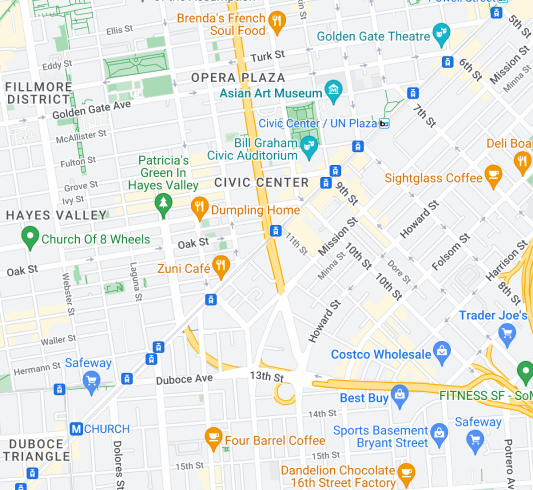 Powell Street
5th St
Brenda's French
Soul Food
Ellis St
Golden Gate Theatre
Mission St
Turk St
Eddy St
6th St
Minna St
OPERA PLAZA
FILLMORE
DISTRICT
Asian Art Museum
Golden Gate Ave
7th St
Civic Center / UN Plaza
McAllister St
Bill Graham
Civic Auditorium
Deli Boa
Fulton St
Patricia's
Green In
Hayes Valley
Sightglass Coffee
Grove St
CIVIC CENTER
9th St
Ivy St
HAYES VALLEY
Dumpling Home
Howard St
Mission St
Church Of 8 Wheels
Oak St
11th St
10th St
Folsom St
Harrison St
Oak St
Zuni Café
Minna St
Dore St
10th St
8th St
Webster St
Laguna St
Howard St
Trader Joe's
Waller St
Costco Wholesale
Hermann St
Safeway
Duboce Ave
13th St
FITNESS SF - SoM
Best Buy
14th St
CHURCH
Sports Basement
Bryant Street
Safeway
DUBOCE
TRIANGLE
Dolores St
Four Barrel Coffee
Potrero Av
15th St
15th St
Dandelion Chocolate
16th Street Factory